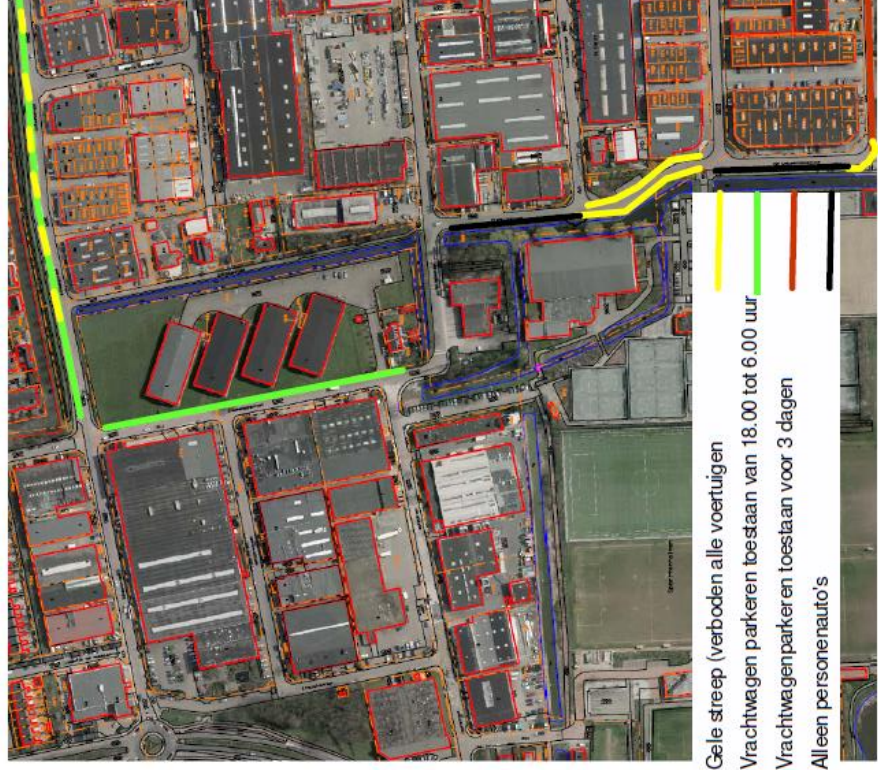 Gele streep (verboden alle voertuigen
Vrachtwagen parkeren toestaan van 18.00 tot 6.00 uur
Vrachtwagenparkeren toestaan voor 3 dagen
Alleen personenauto's